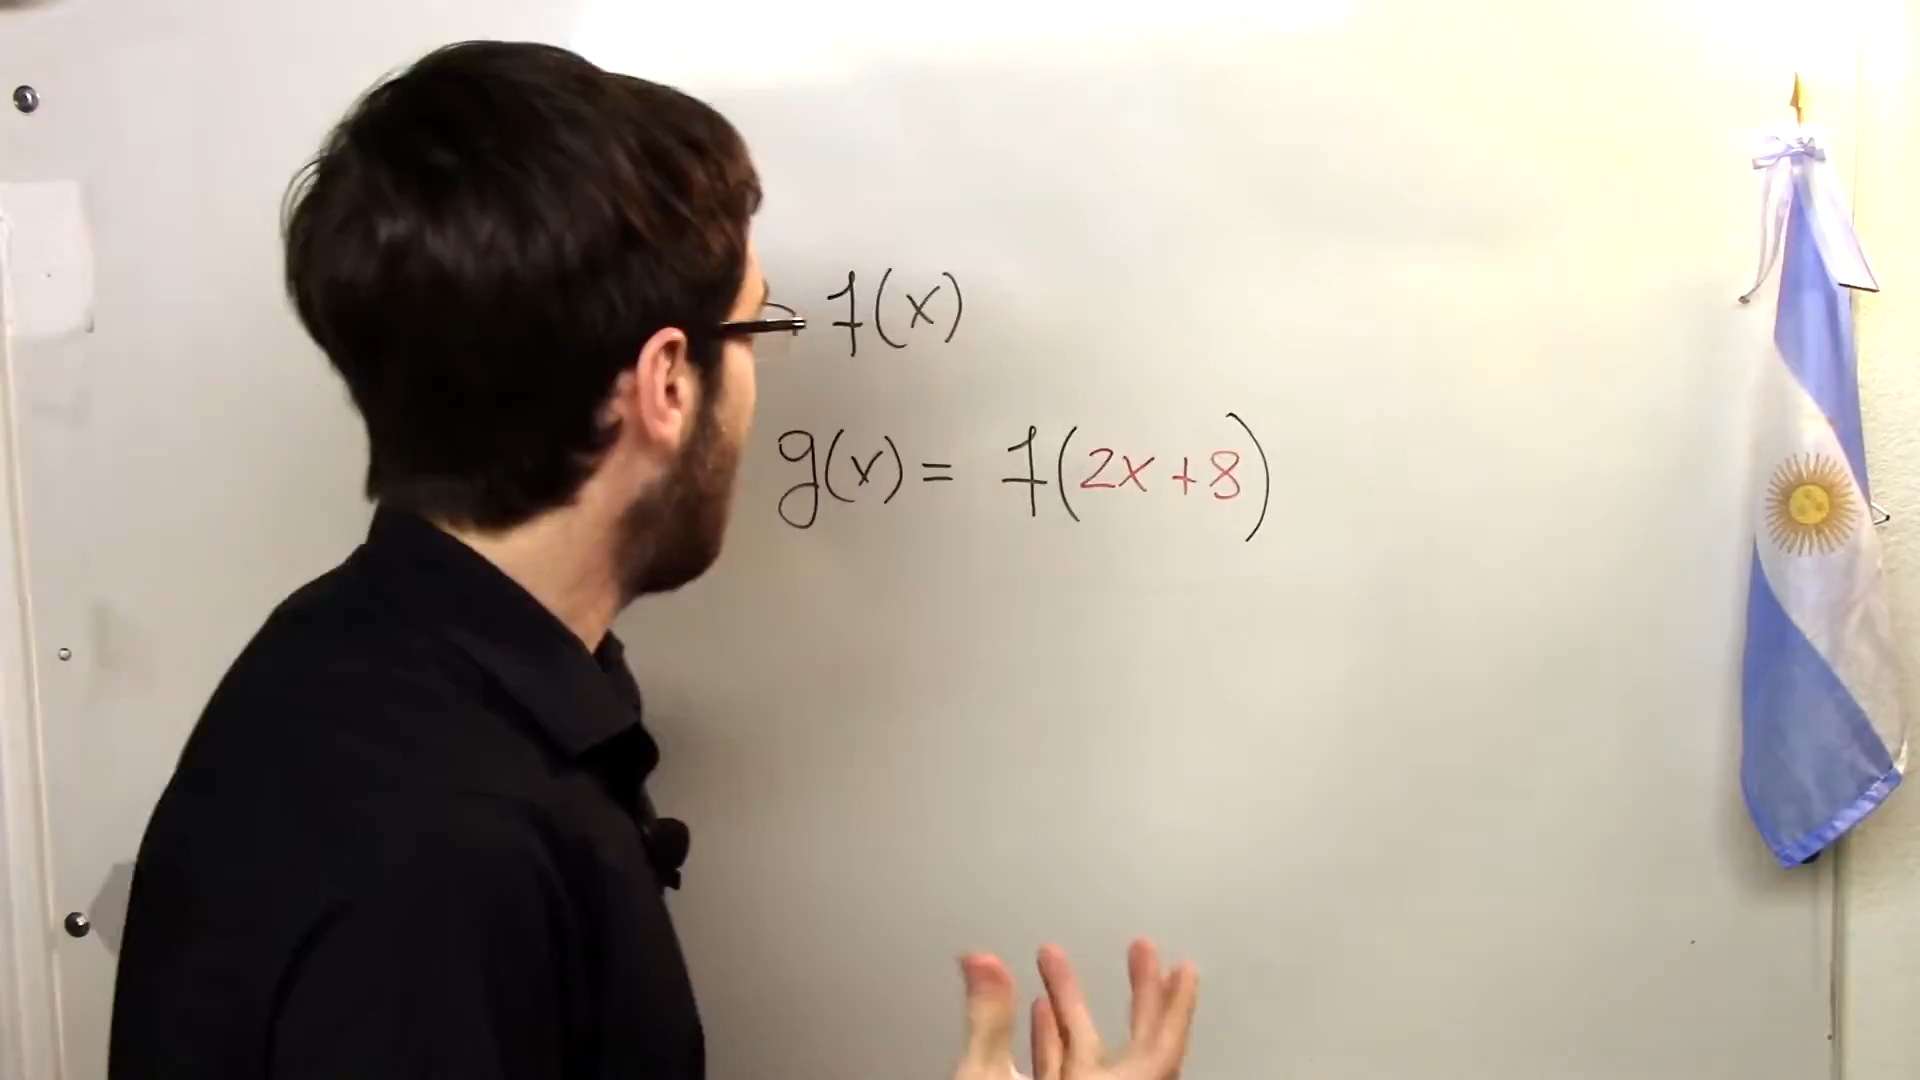 f(x)
g(x) = f(2x+8)